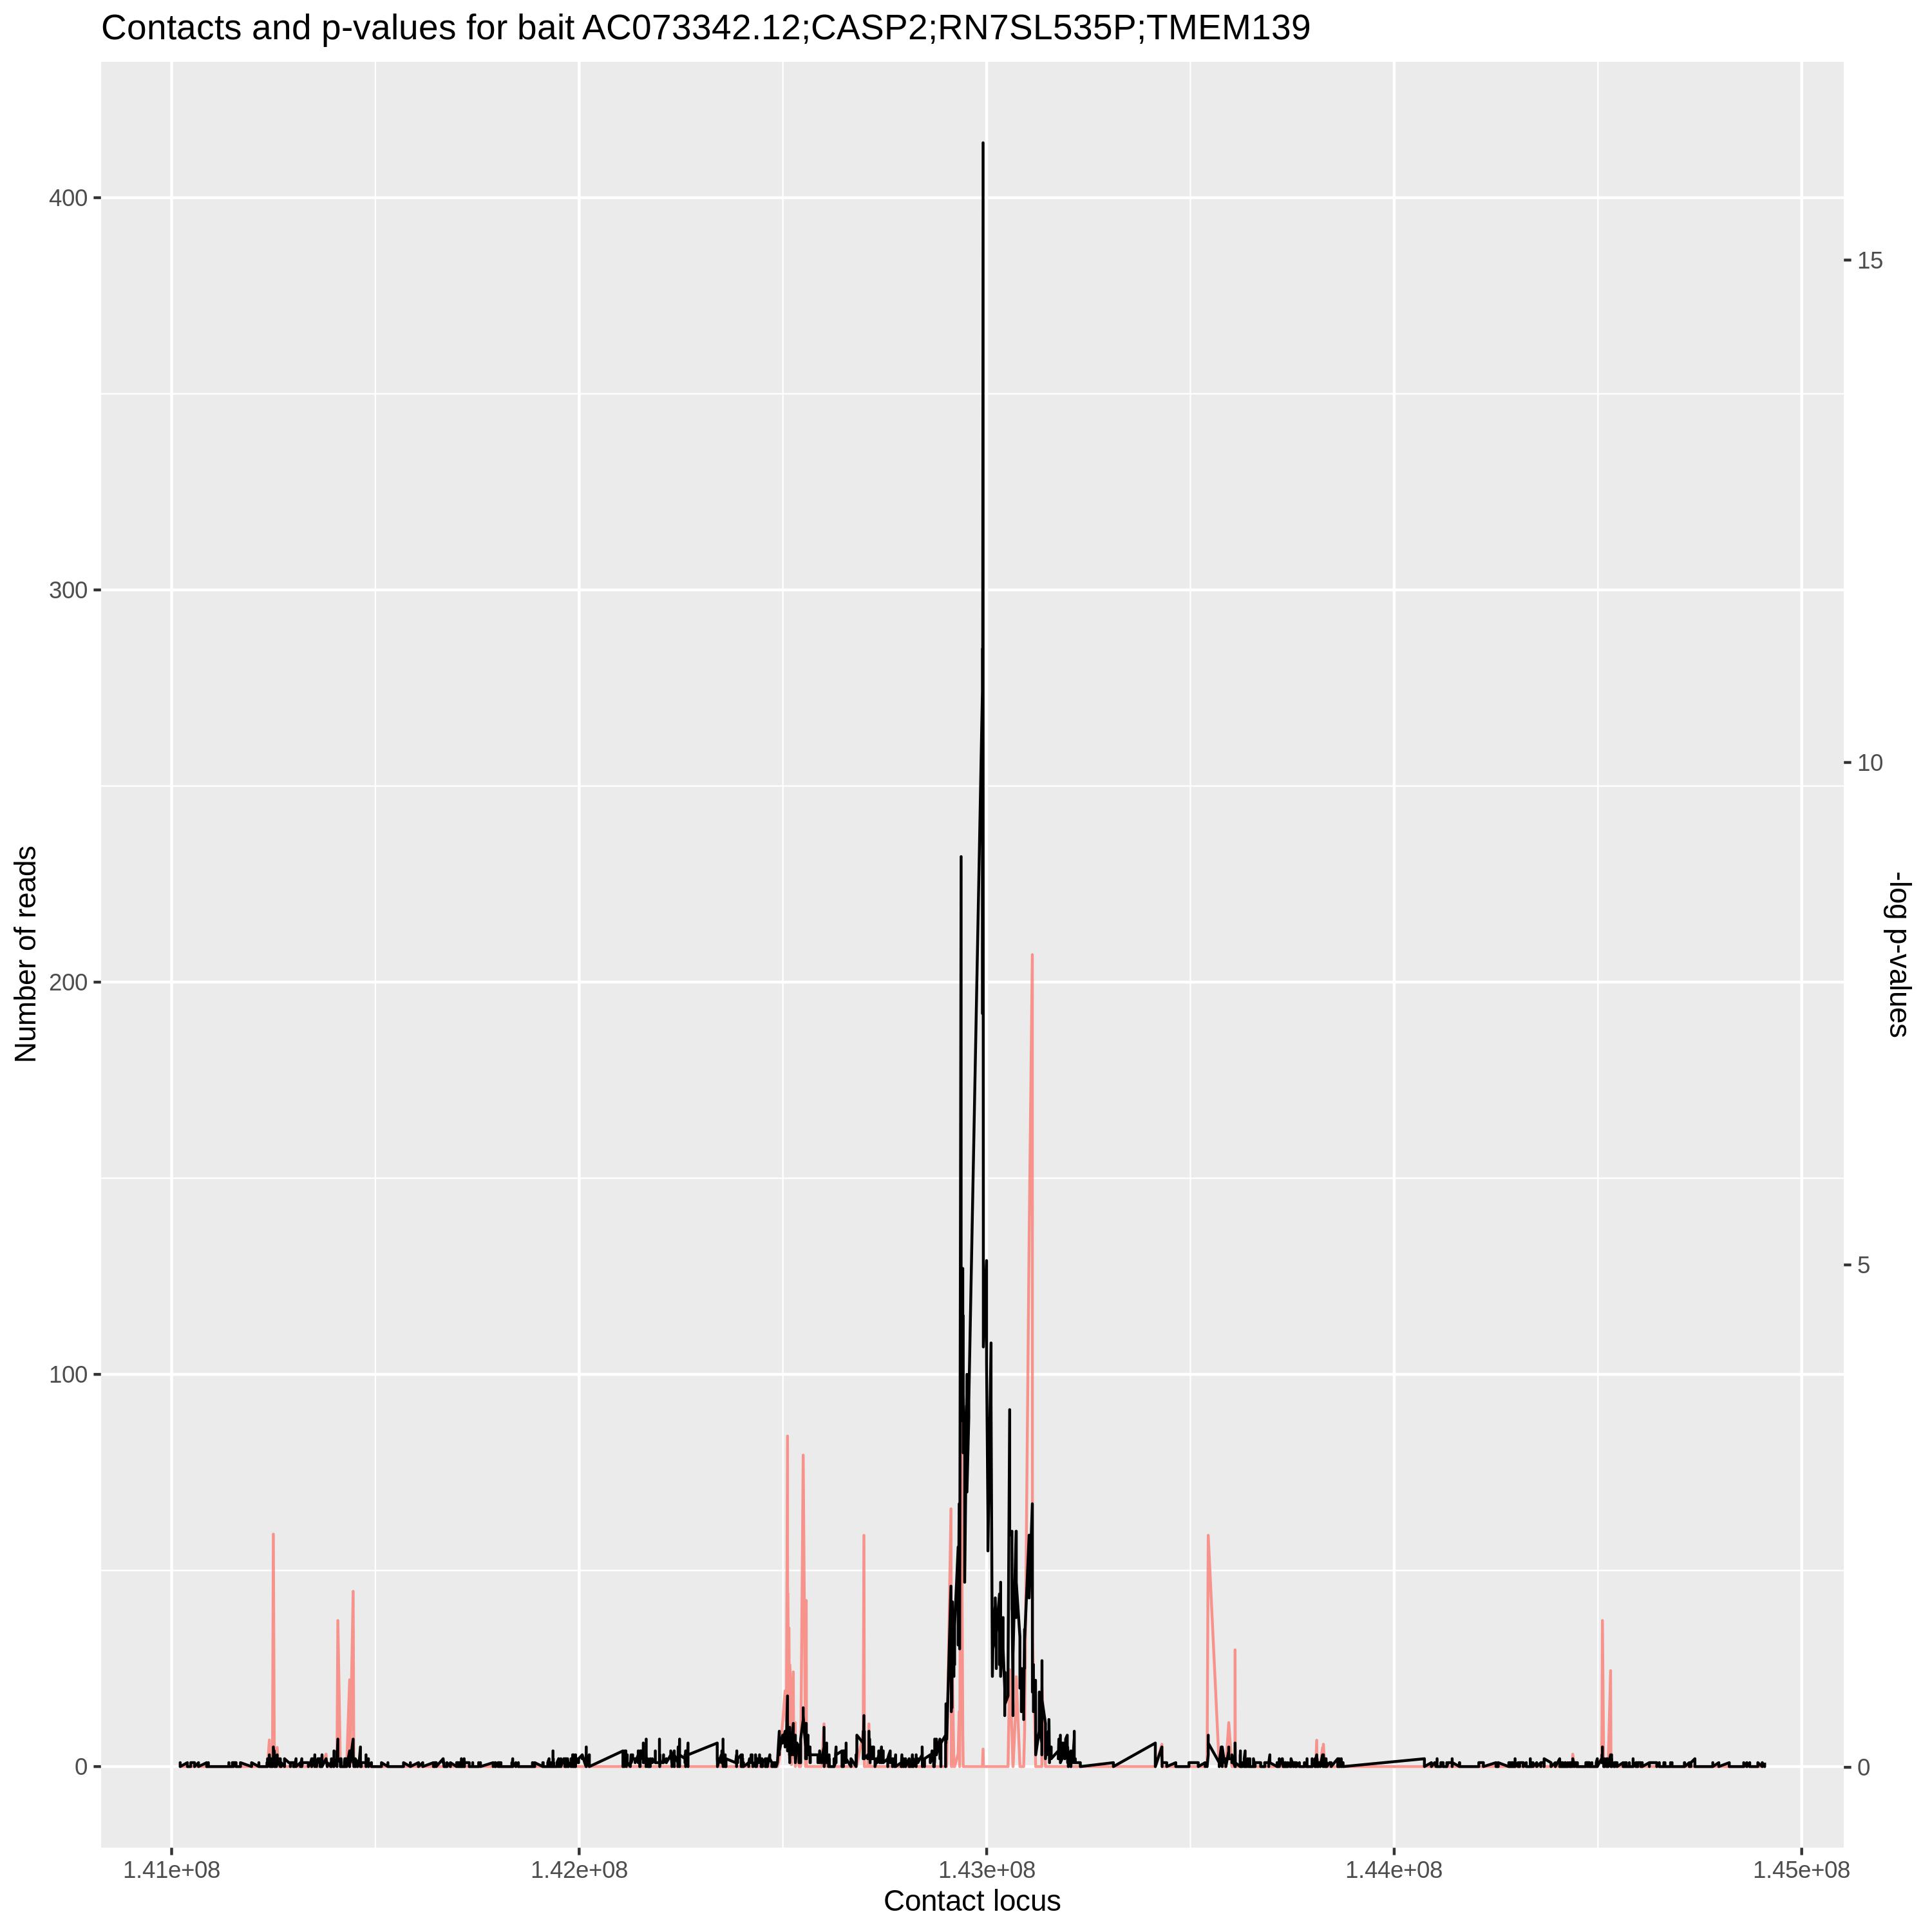 Contacts and p-values for bait AC073342.12;CASP2;RN7SL535P;TMEM139
400
300
200
100
0
Number of reads
15
10
5
0
-log p-values
1.41e+08
1.42e+08
1.43e+08
1.44e+08
1.45e+08
Contact locus